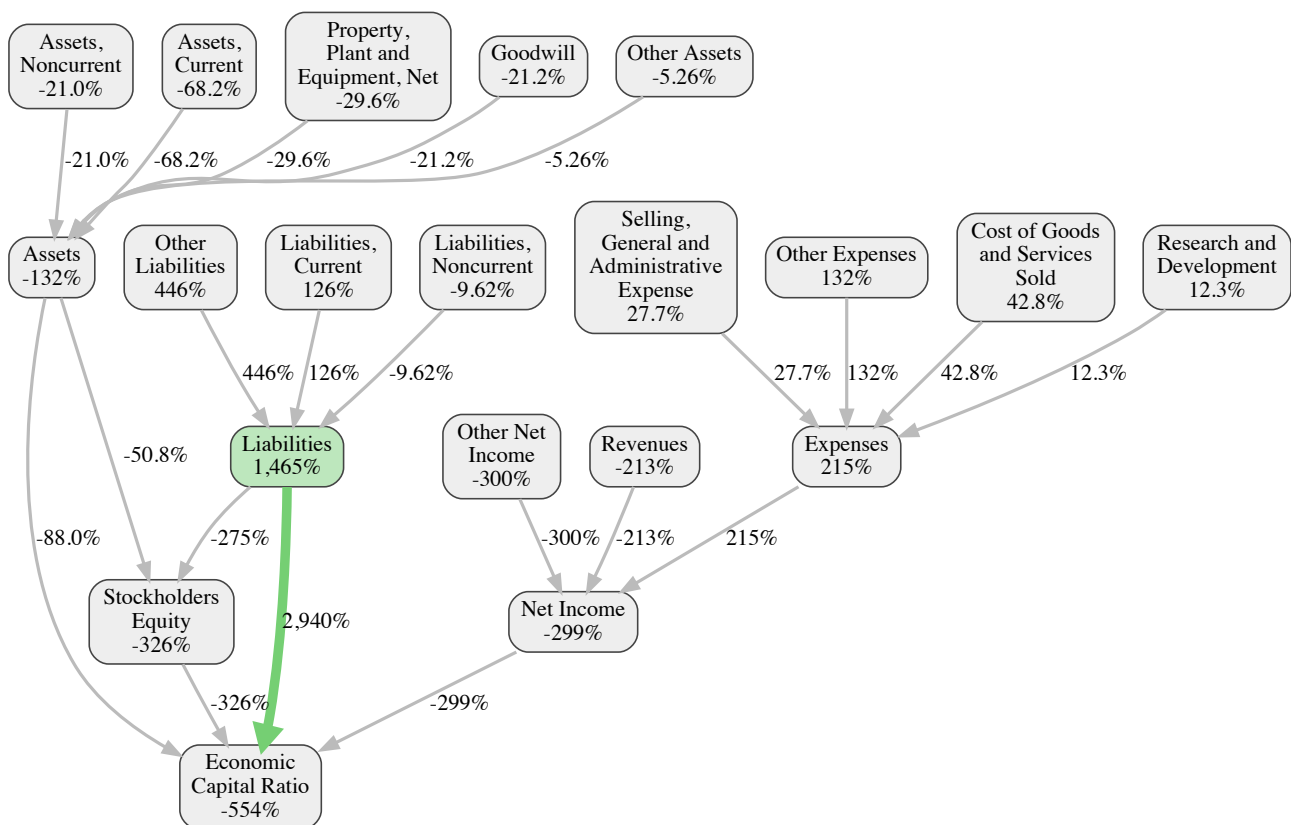 Assets,
Noncurrent
-21.0%
Assets,
Current
-68.2%
Property,
Plant and
Equipment, Net
-29.6%
Goodwill
-21.2%
Other Assets
-5.26%
-21.0%
-68.2%
-29.6%
-21.2%
-5.26%
Assets
-132%
Other
Liabilities
446%
Liabilities,
Current
126%
Liabilities,
Noncurrent
-9.62%
Selling,
General and
Administrative
Expense
27.7%
Other Expenses
132%
Cost of Goods
and Services
Sold
42.8%
Research and
Development
12.3%
446%
126%
-9.62%
27.7%
132%
42.8%
12.3%
Liabilities
1,465%
Other Net
Income
-300%
Revenues
-213%
Expenses
215%
-50.8%
-88.0%
-275%
-300%
-213%
215%
Stockholders
Equity
-326%
2,940%
Net Income
-299%
-326%
-299%
Economic
Capital Ratio
-554%